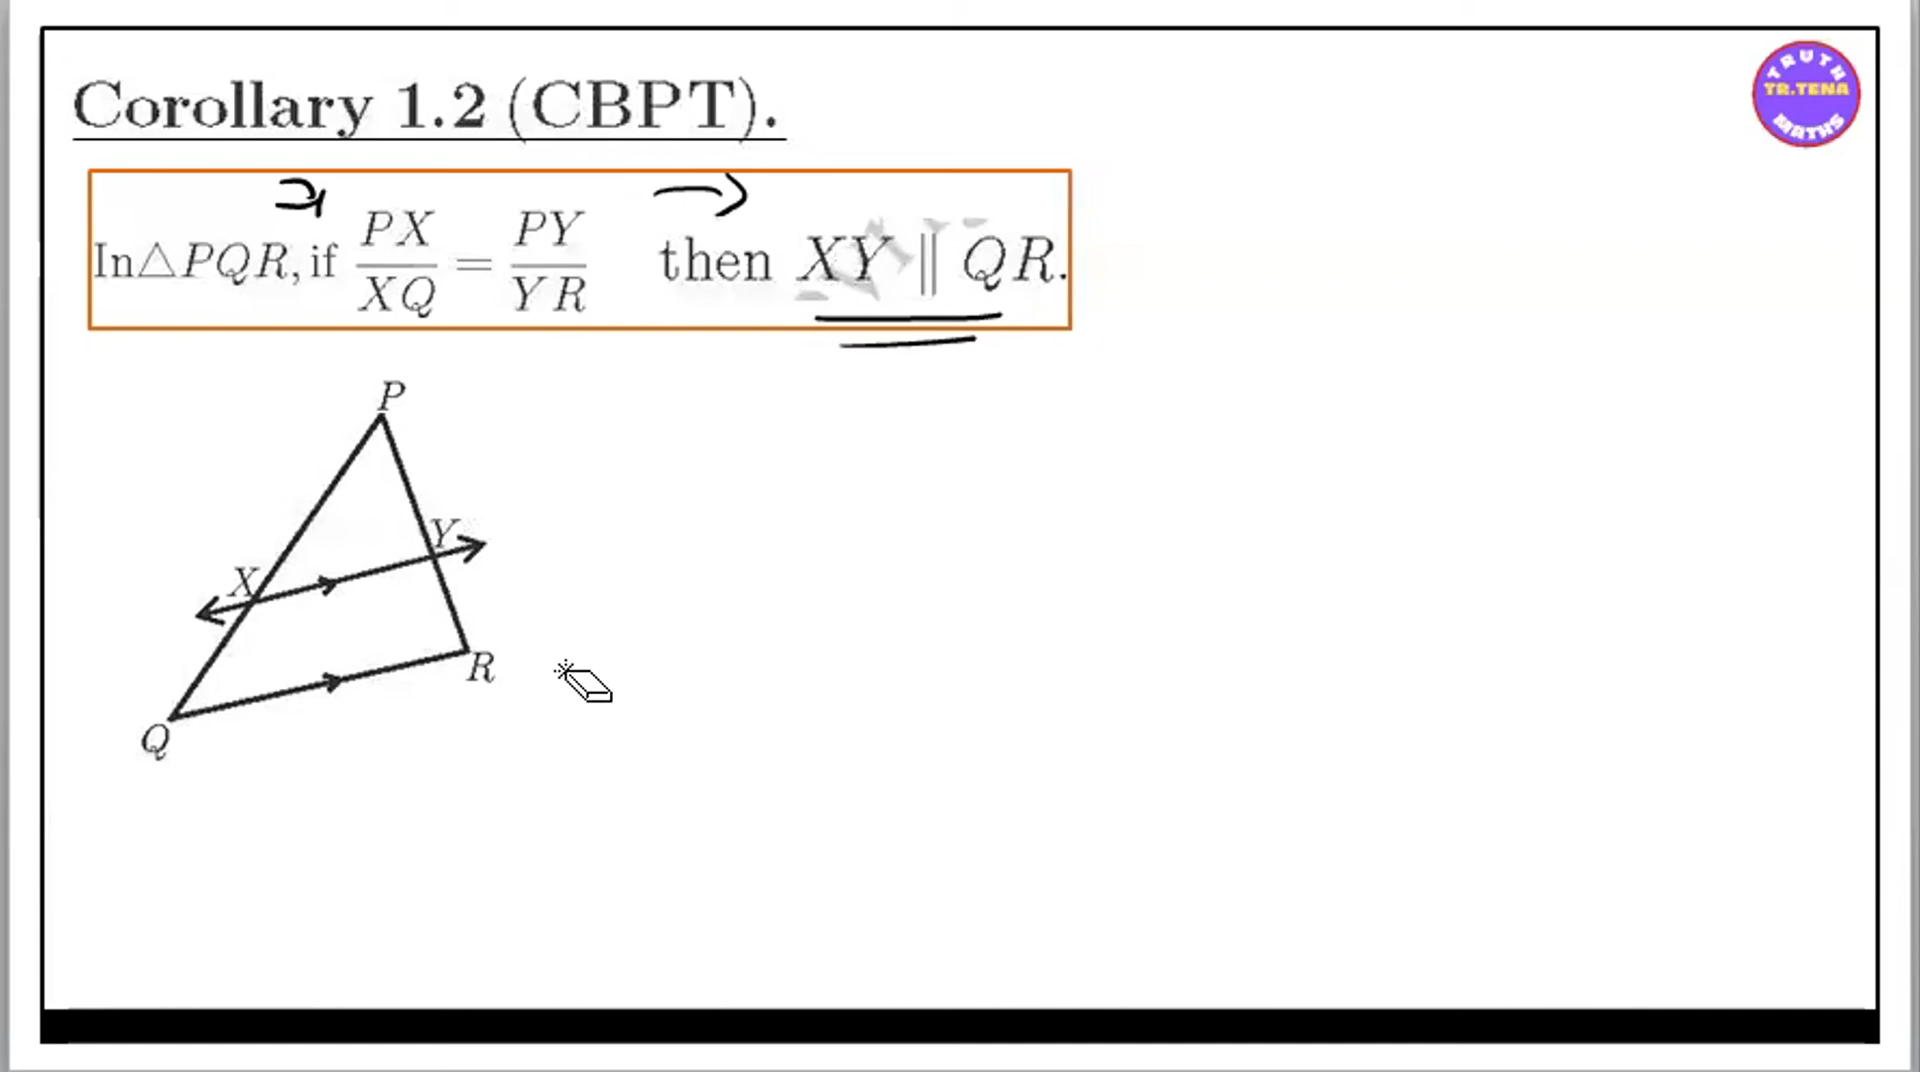 Corollary 1.2 (CBPT).
TRUTH
TR.TENA
MATHS
In△PQR, if PX/XQ = PY/YR then XY ∥ QR.
P
Y
X
R
Q